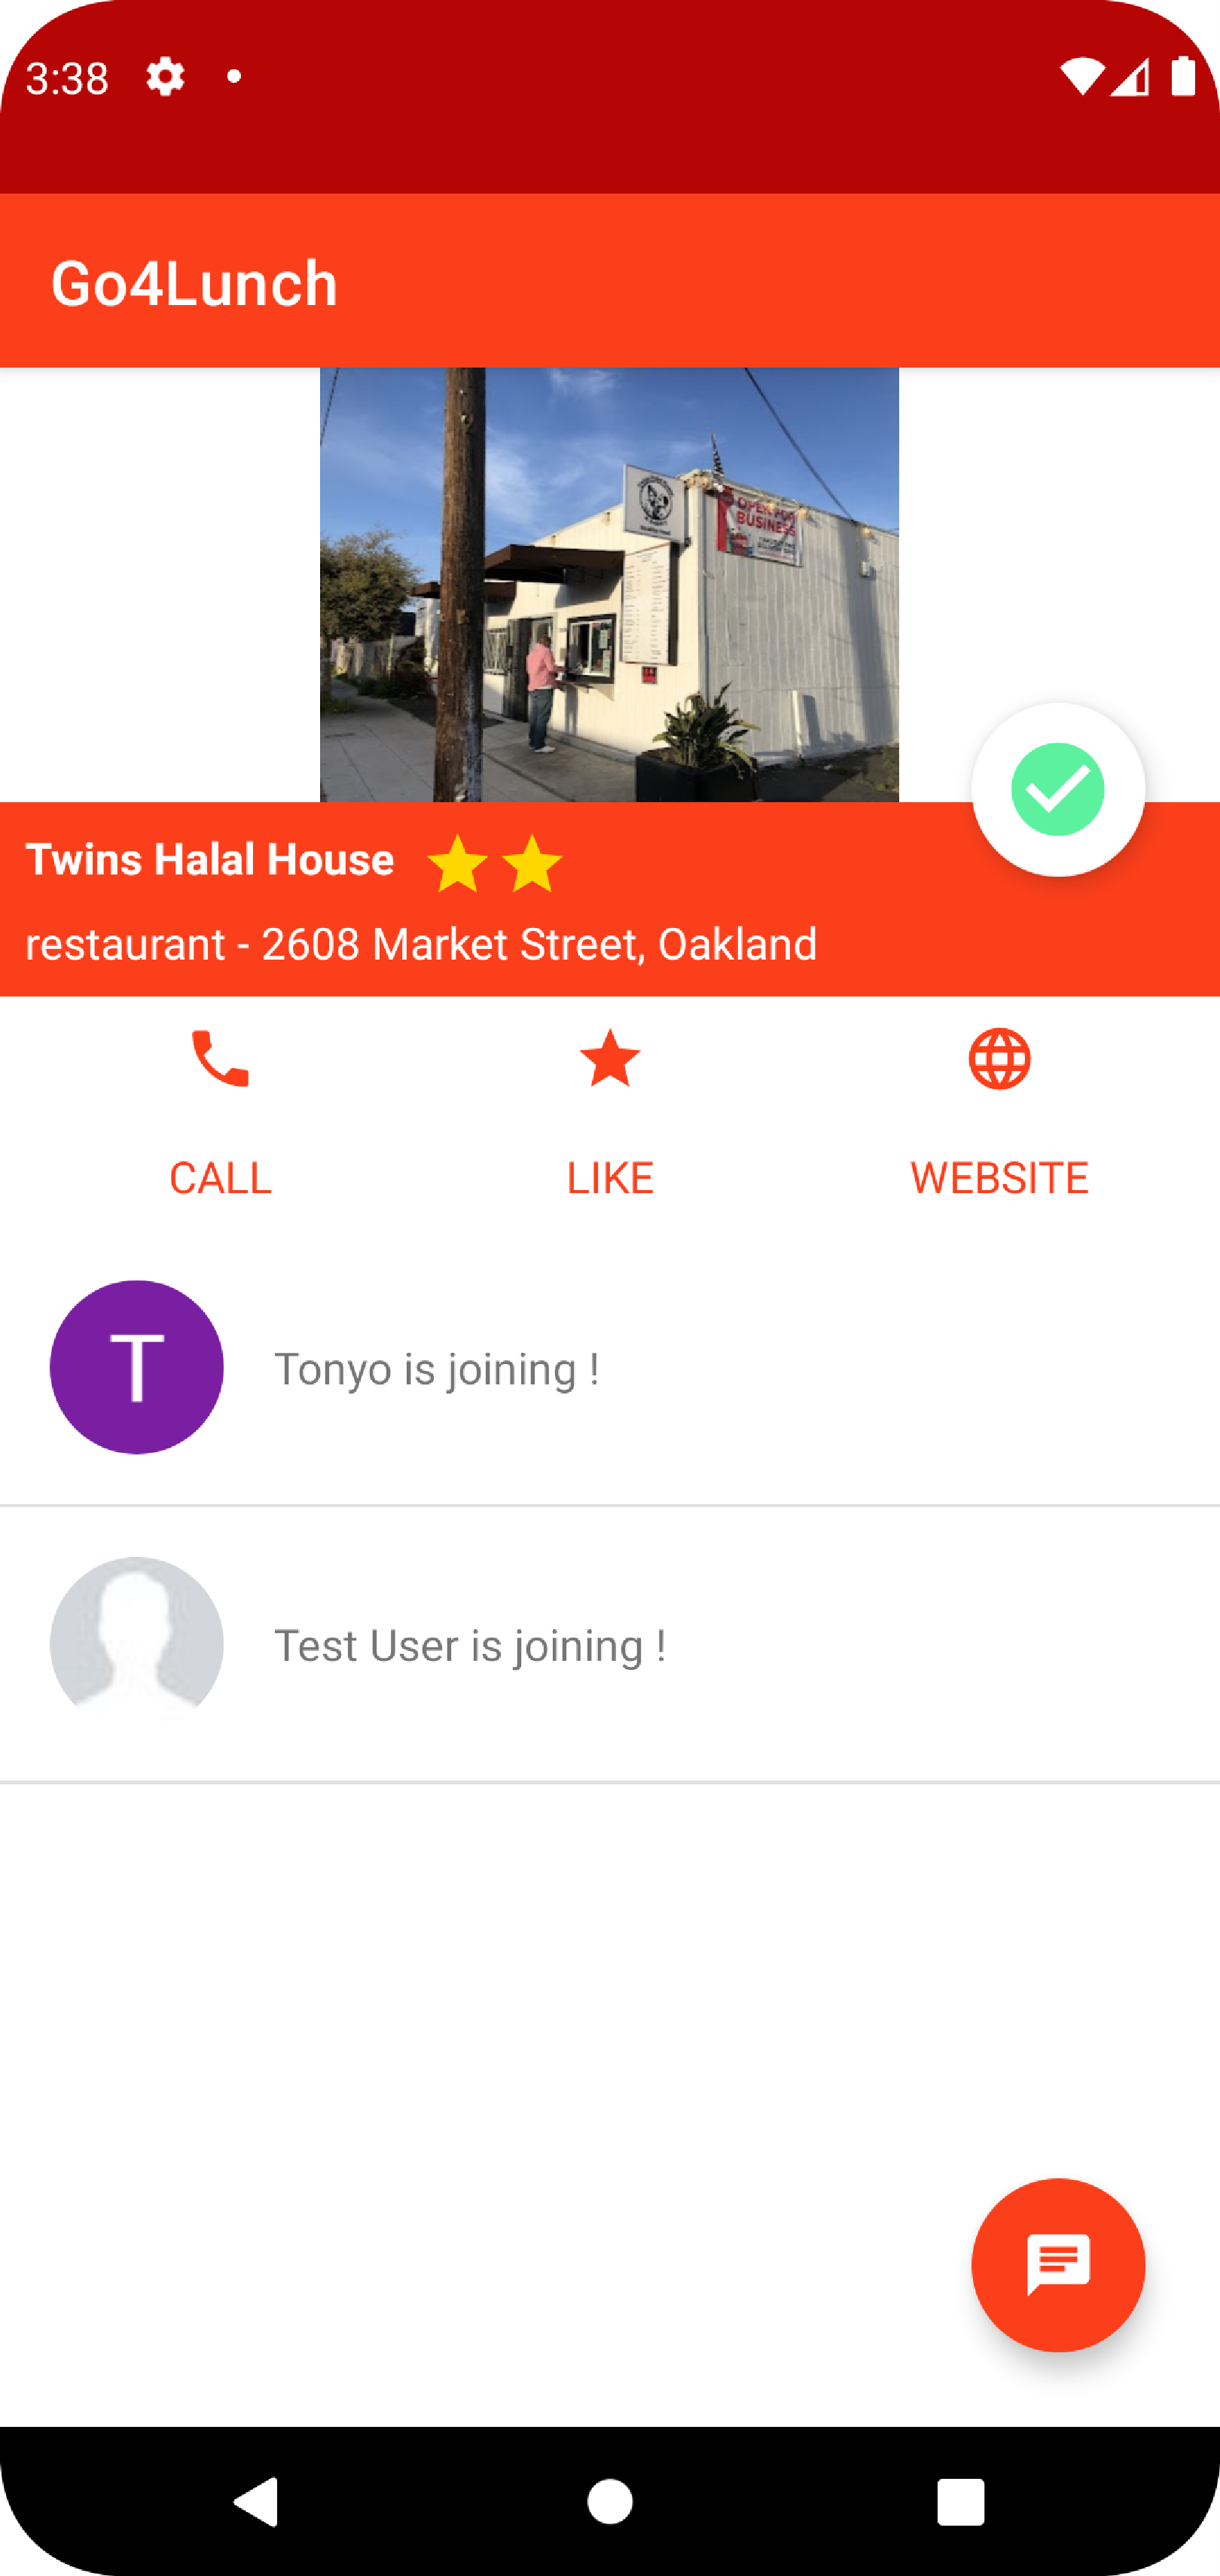 3:38
Go4Lunch
OPEN FOR
BUSINESS
Twins Halal House
restaurant - 2608 Market Street, Oakland
CALL
LIKE
WEBSITE
T
Tonyo is joining !
Test User is joining !